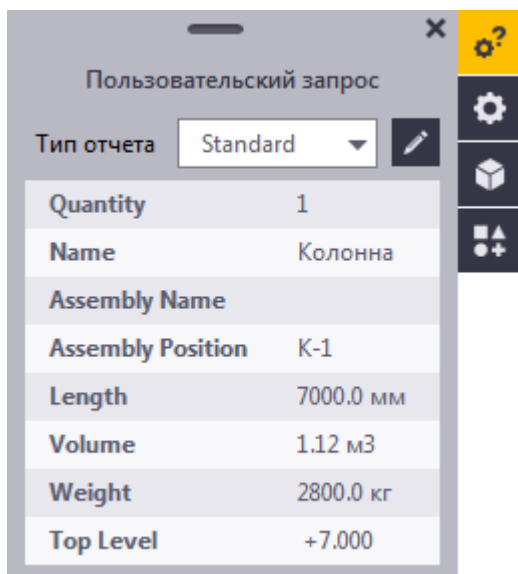 Пользовательский запрос
Тип отчета Standard
Quantity 1
Name Колонна
Assembly Name
Assembly Position К-1
Length 7000.0 мм
Volume 1.12 м3
Weight 2800.0 кг
Top Level +7.000